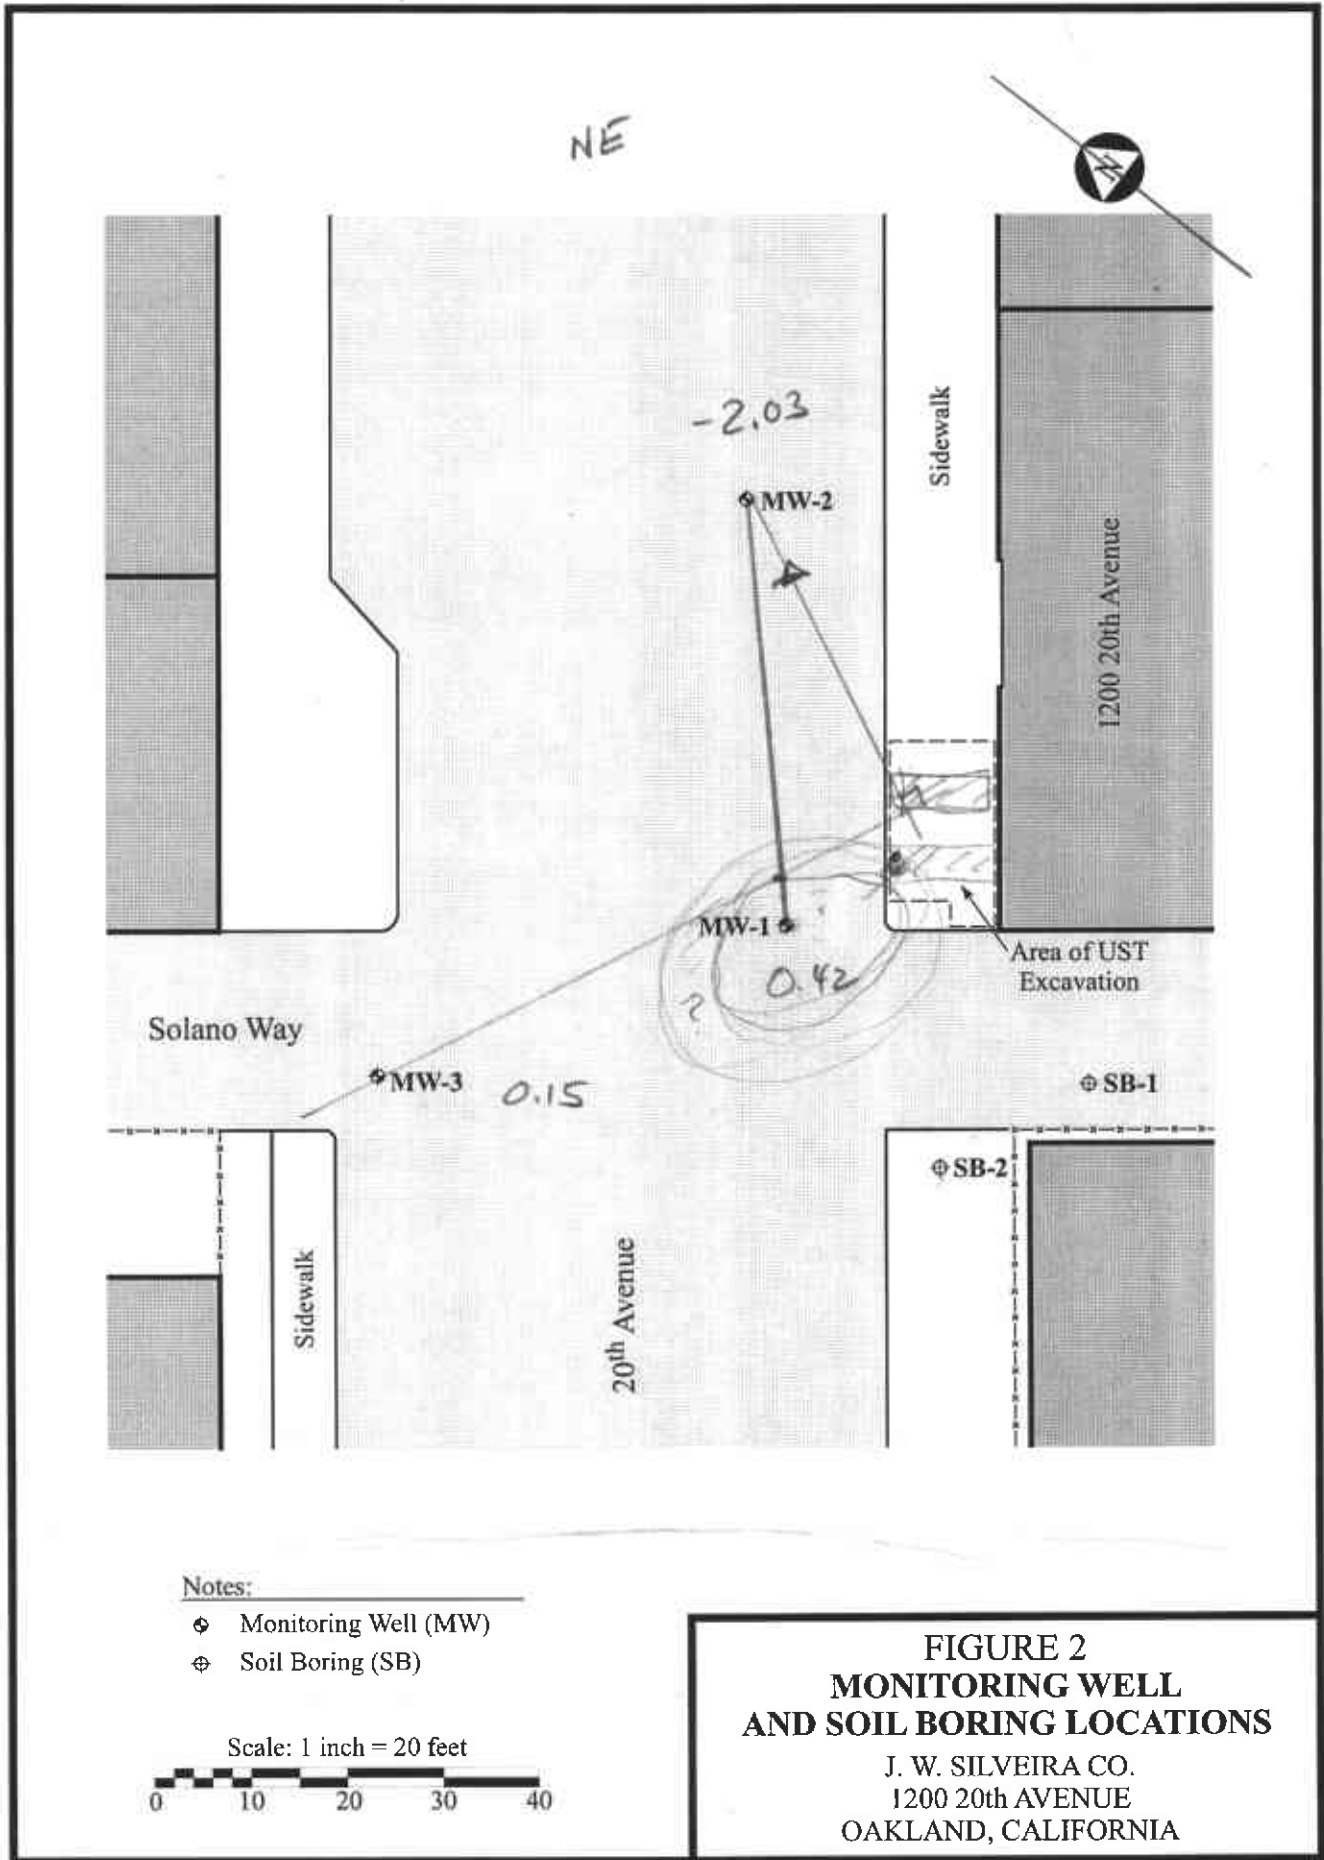 NE
N
-2.03
Sidewalk
MW-2
1200 20th Avenue
MW-1
0.42
?
Area of UST
Excavation
Solano Way
MW-3
0.15
SB-1
SB-2
Sidewalk
20th Avenue
Notes:
Monitoring Well (MW)
Soil Boring (SB)
Scale: 1 inch = 20 feet
0 10 20 30 40
FIGURE 2
MONITORING WELL
AND SOIL BORING LOCATIONS
J. W. SILVEIRA CO.
1200 20th AVENUE
OAKLAND, CALIFORNIA